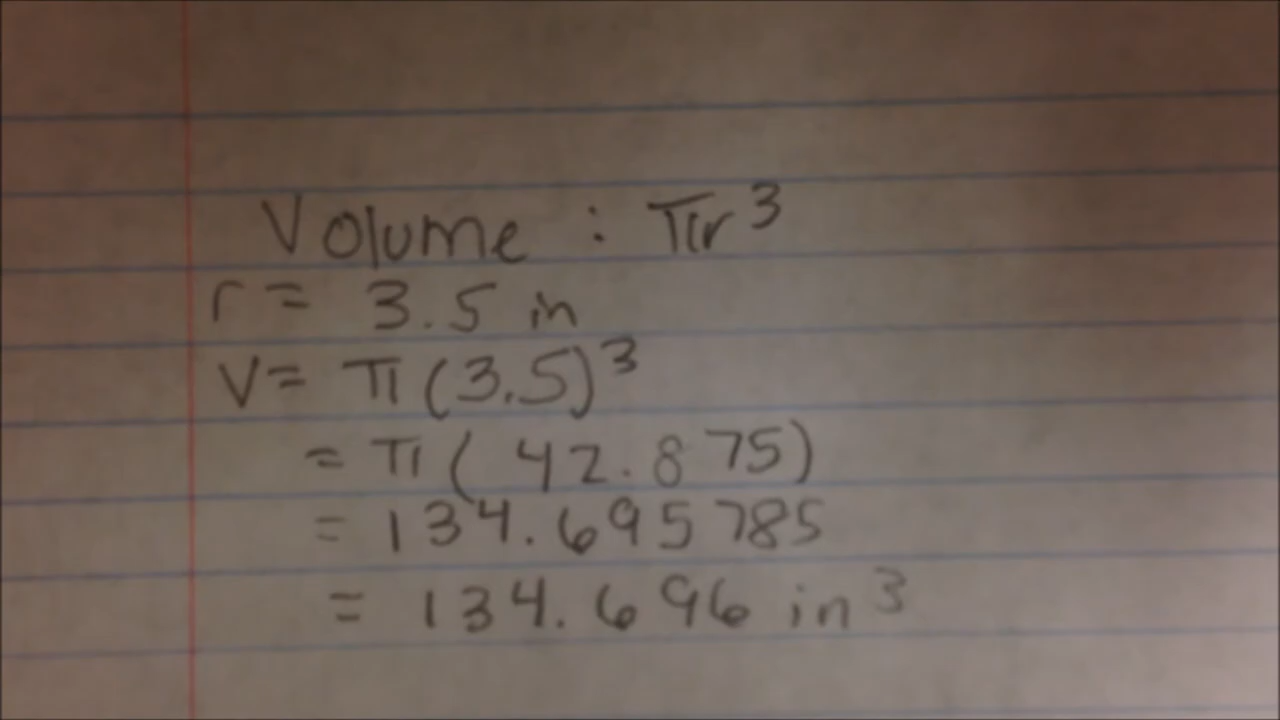 Volume : πr³
r = 3.5 in
V = π(3.5)³
= π(42.875)
= 134.695785
= 134.696 in³